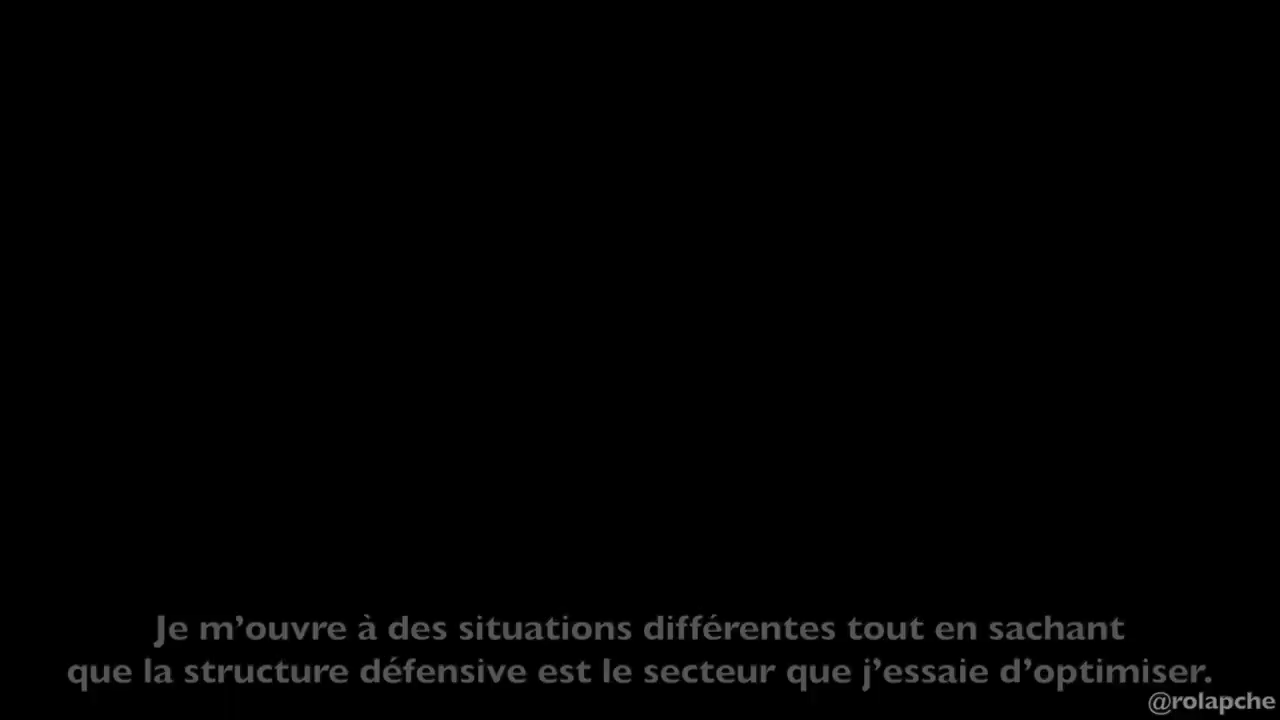 Je m’ouvre à des situations différentes tout en sachant
que la structure défensive est le secteur que j’essaie d’optimiser.
@rolapche